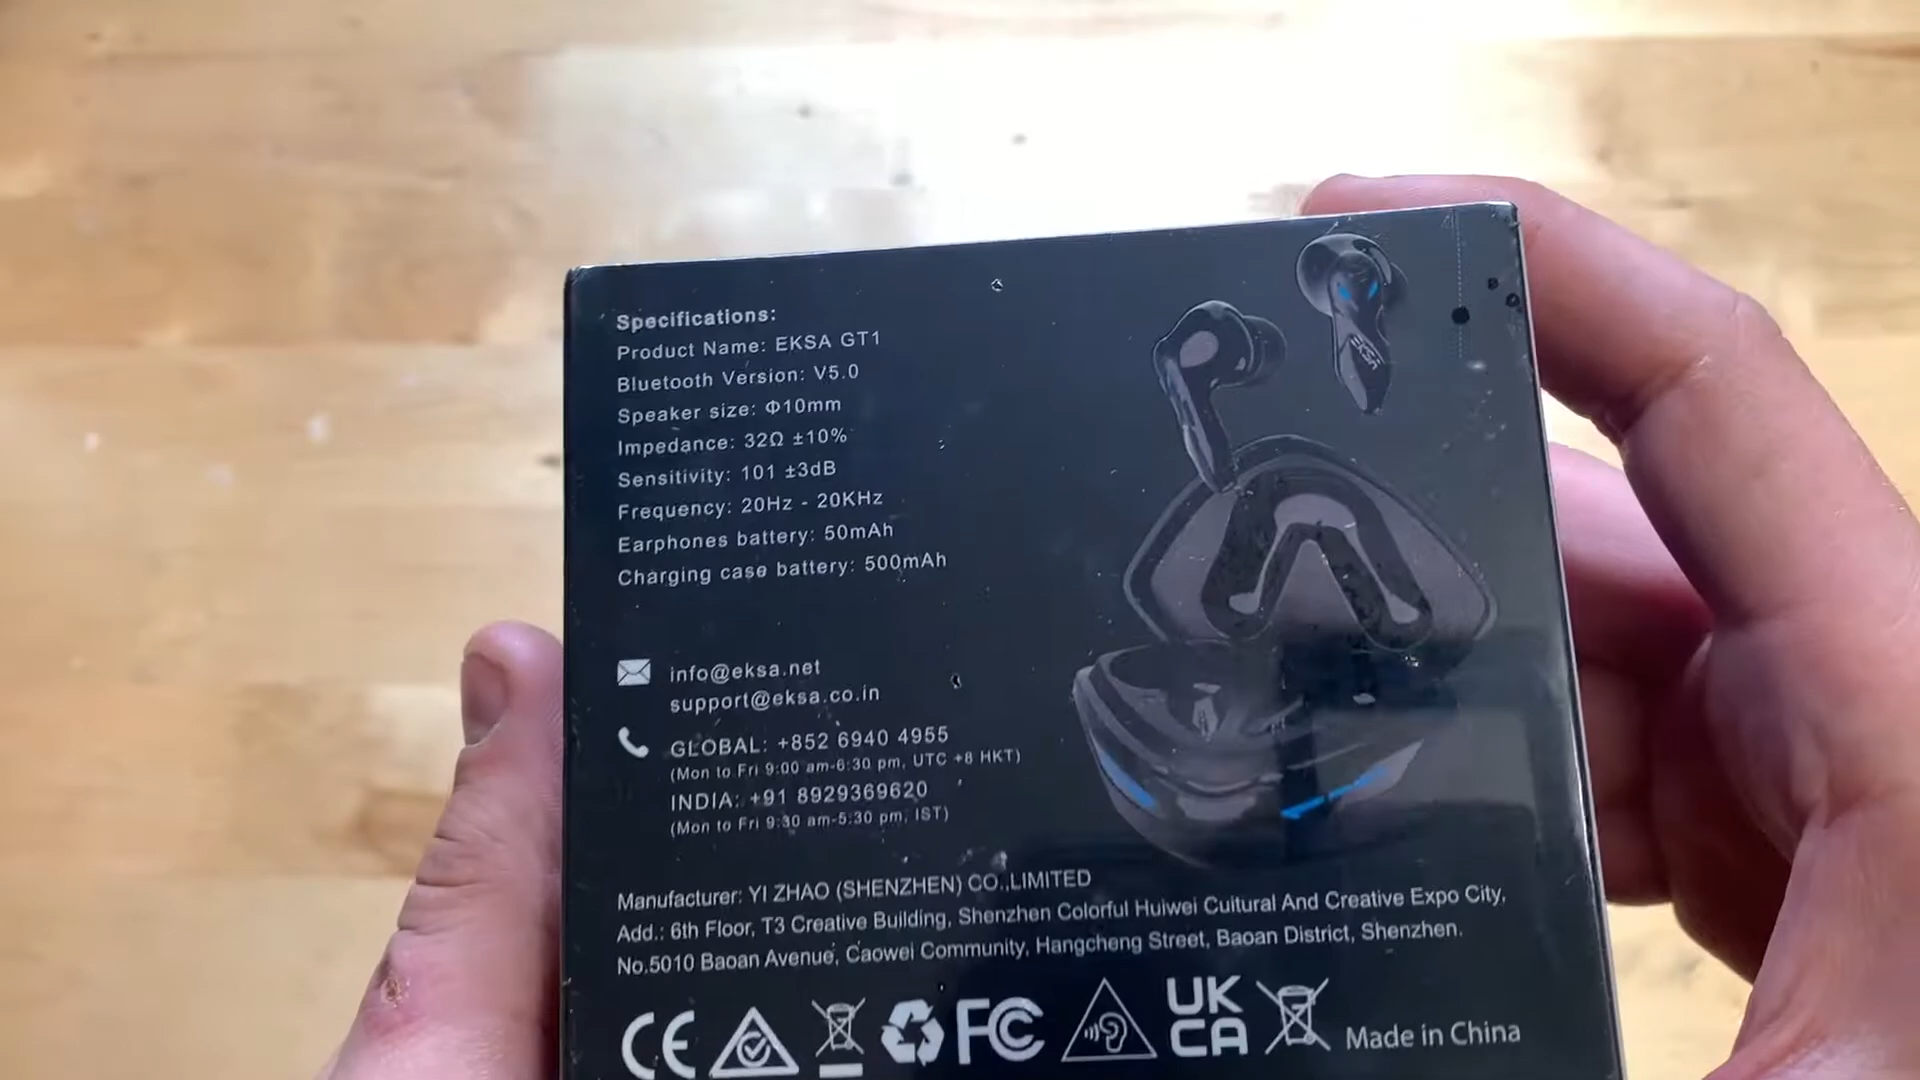 Specifications:
Product Name: EKSA GT1
Bluetooth Version: V5.0
Speaker size: Φ10mm
Impedance: 32Ω ±10%
Sensitivity: 101 ±3dB
Frequency: 20Hz - 20KHz
Earphones battery: 50mAh
Charging case battery: 500mAh
info@eksa.net
support@eksa.co.in
GLOBAL: +852 6940 4955
(Mon to Fri 9:00 am-6:30 pm, UTC +8 HKT)
INDIA: +91 8929369620
(Mon to Fri 9:30 am-5:30 pm, IST)
Manufacturer: YI ZHAO (SHENZHEN) CO.,LIMITED
Add.: 6th Floor, T3 Creative Building, Shenzhen Colorful Huiwei Cuitural And Creative Expo City,
No.5010 Baoan Avenue, Caowei Community, Hangcheng Street, Baoan District, Shenzhen.
CE FC UK CA Made in China
EKSA